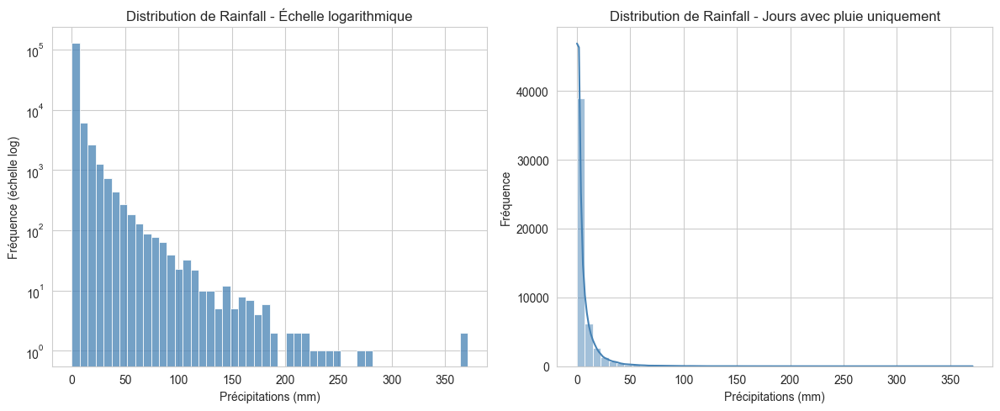 Distribution de Rainfall - Échelle logarithmique
Fréquence (échelle log)
10^5
10^4
10^3
10^2
10^1
10^0
0 50 100 150 200 250 300 350
Précipitations (mm)
Distribution de Rainfall - Jours avec pluie uniquement
Fréquence
40000
30000
20000
10000
0
0 50 100 150 200 250 300 350
Précipitations (mm)